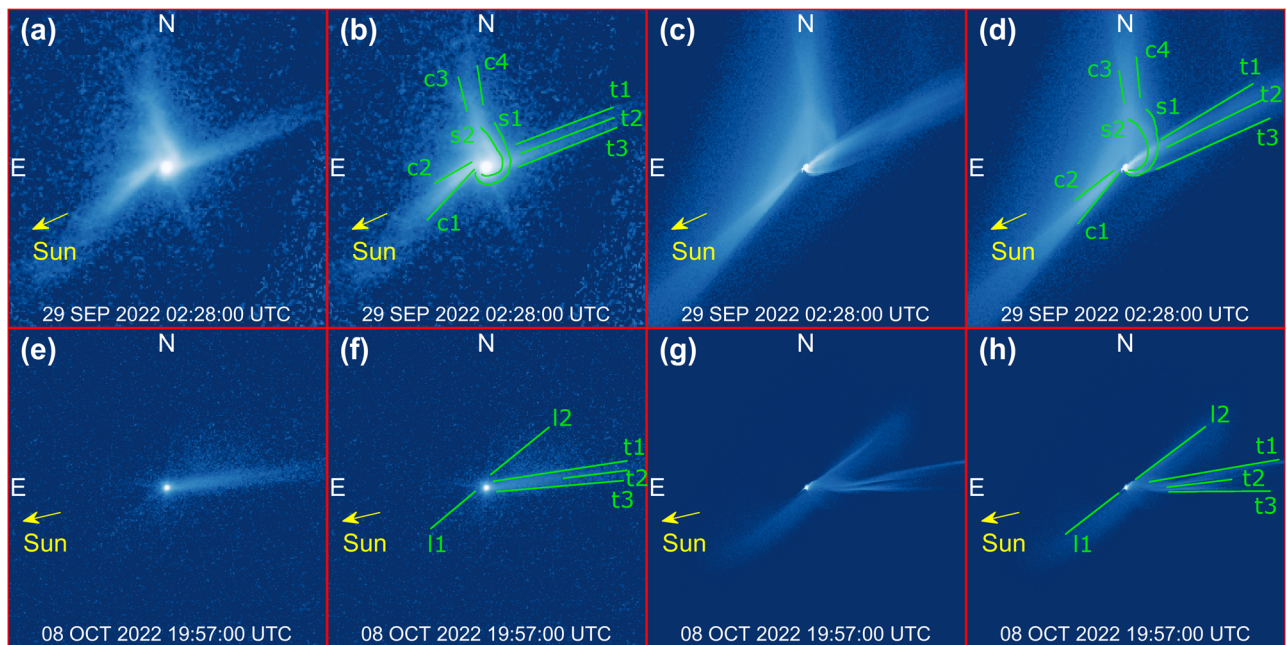 (a)
N
E
Sun
29 SEP 2022 02:28:00 UTC
(b)
N
c3
c4
s2
s1
t1
t2
t3
c2
c1
E
Sun
29 SEP 2022 02:28:00 UTC
(c)
N
Sun
29 SEP 2022 02:28:00 UTC
E
(d)
N
c3
c4
s2
s1
t1
t2
t3
c2
c1
E
Sun
29 SEP 2022 02:28:00 UTC
(e)
N
E
Sun
08 OCT 2022 19:57:00 UTC
(f)
N
l2
t1
t2
t3
l1
E
Sun
08 OCT 2022 19:57:00 UTC
(g)
N
E
Sun
08 OCT 2022 19:57:00 UTC
(h)
N
l2
t1
t2
t3
l1
E
Sun
08 OCT 2022 19:57:00 UTC